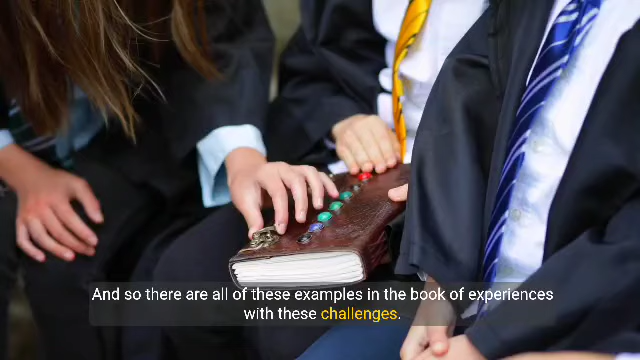 And so there are all of these examples in the book of experiences
with these challenges.